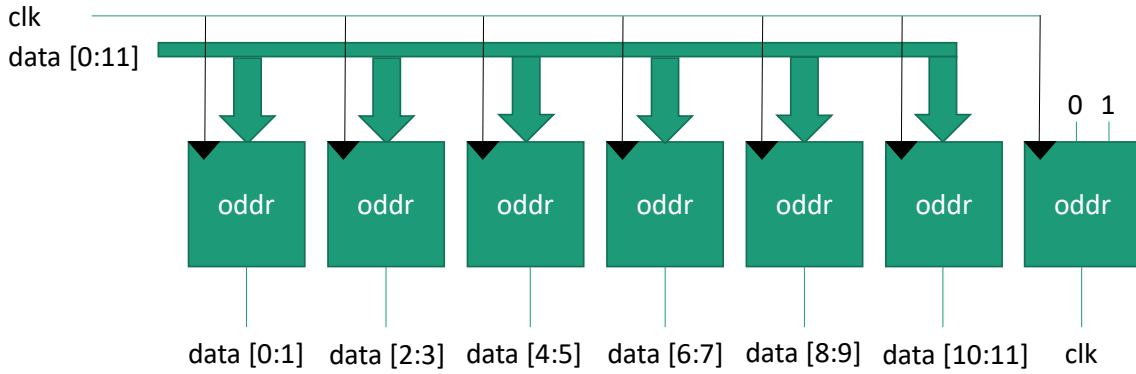 clk
data [0:11]
0 1
oddr oddr oddr oddr oddr oddr oddr
data [0:1] data [2:3] data [4:5] data [6:7] data [8:9] data [10:11] clk